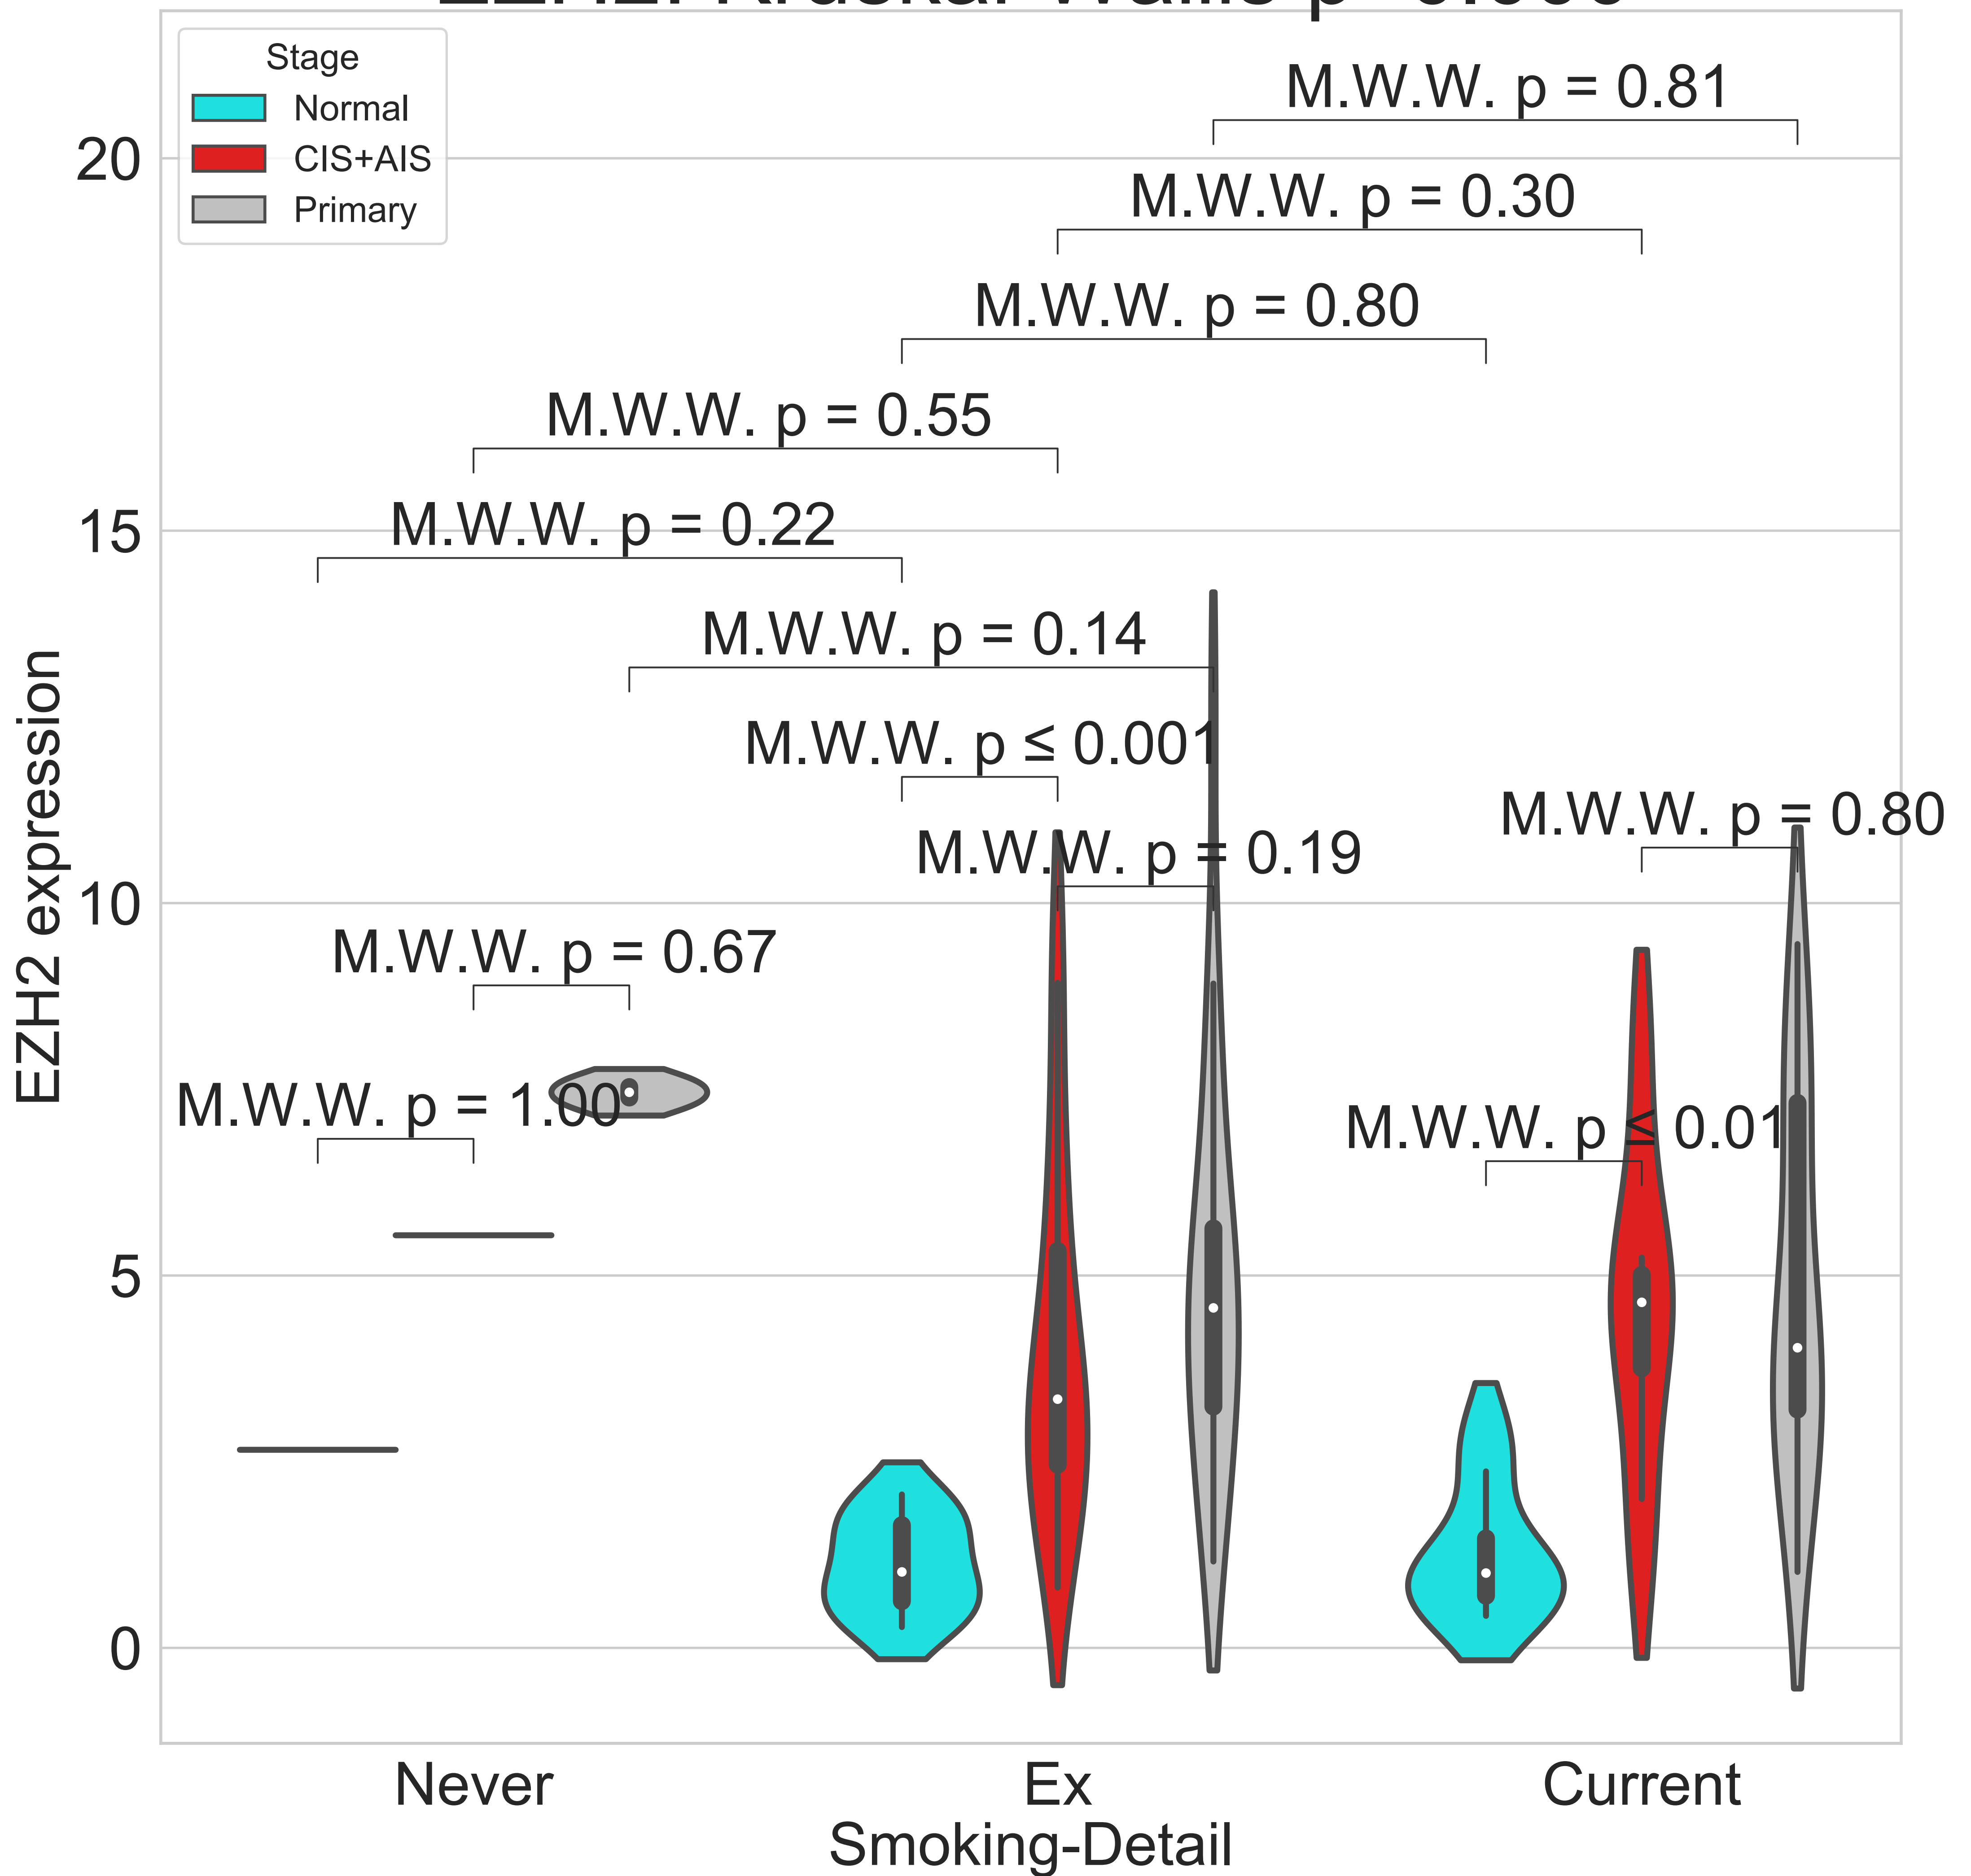 Stage
Normal
CIS+AIS
Primary
M.W.W. p = 0.81
M.W.W. p = 0.30
M.W.W. p = 0.80
M.W.W. p = 0.55
M.W.W. p = 0.22
M.W.W. p = 0.14
M.W.W. p ≤ 0.001
M.W.W. p = 0.19
M.W.W. p = 0.80
M.W.W. p = 0.67
M.W.W. p = 1.00
M.W.W. p ≤ 0.01
EZH2 expression
20
15
10
5
0
Never Ex Current
Smoking-Detail